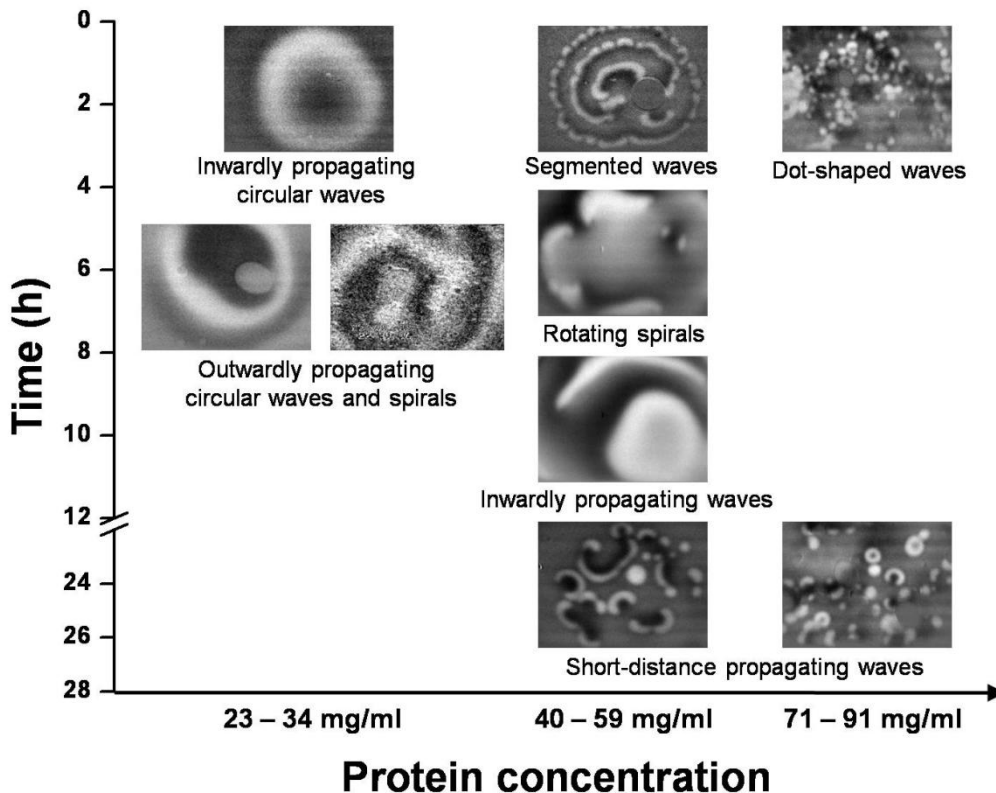 0
2
4
6
8
10
12
24
26
28
Time (h)
Inwardly propagating
circular waves
Segmented waves
Dot-shaped waves
Rotating spirals
Outwardly propagating
circular waves and spirals
Inwardly propagating waves
Short-distance propagating waves
23 – 34 mg/ml
40 – 59 mg/ml
71 – 91 mg/ml
Protein concentration